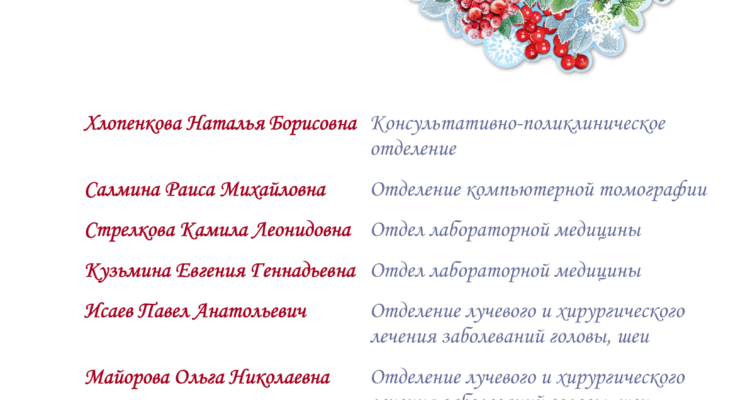 Хлопенкова Наталья Борисовна Консультативно-поликлиническое
отделение
Салмина Раиса Михайловна Отделение компьютерной томографии
Стрелкова Камила Леонидовна Отдел лабораторной медицины
Кузьмина Евгения Геннадьевна Отдел лабораторной медицины
Исаев Павел Анатольевич Отделение лучевого и хирургического
лечения заболеваний головы, шеи
Майорова Ольга Николаевна Отделение лучевого и хирургического